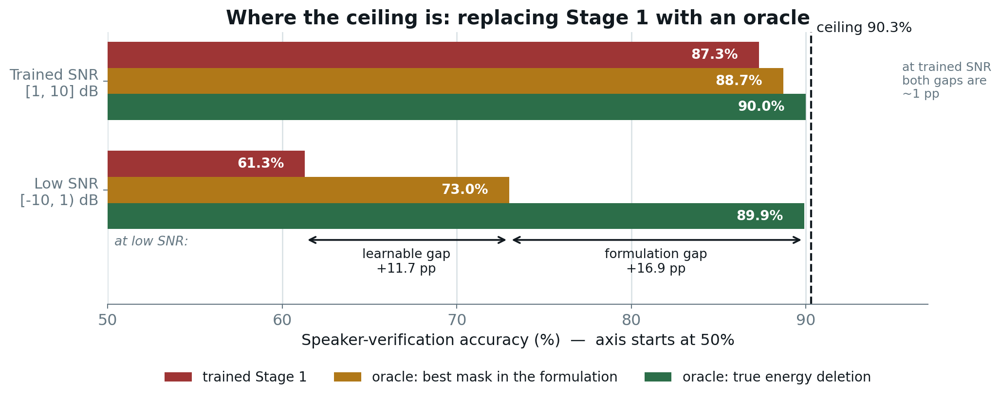 Where the ceiling is: replacing Stage 1 with an oracle
ceiling 90.3%
Trained SNR
[1, 10] dB
87.3%
88.7%
90.0%
at trained SNR
both gaps are
~1 pp
Low SNR
[-10, 1) dB
61.3%
73.0%
89.9%
at low SNR:
learnable gap
+11.7 pp
formulation gap
+16.9 pp
50 60 70 80 90
Speaker-verification accuracy (%) — axis starts at 50%
trained Stage 1
oracle: best mask in the formulation
oracle: true energy deletion